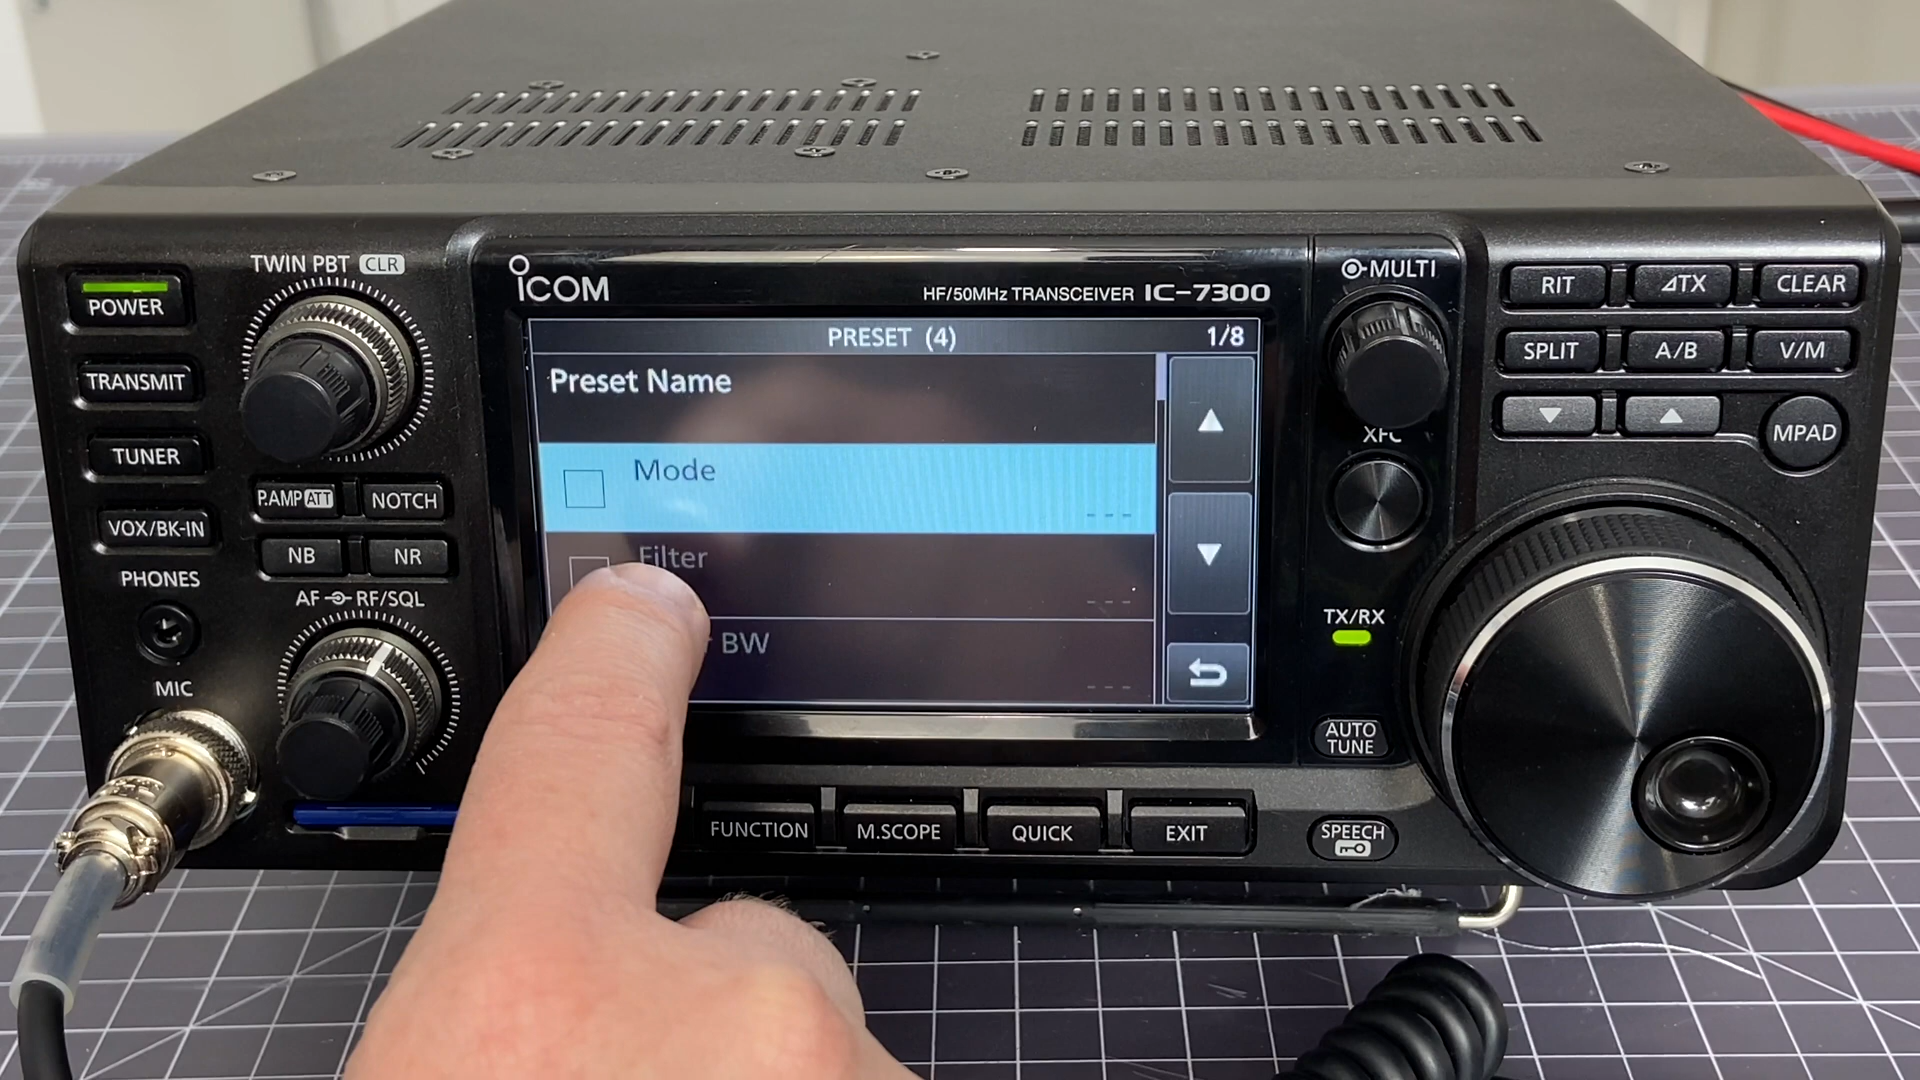 TWIN PBT CLR
POWER
TRANSMIT
TUNER
VOX/BK-IN
P.AMP ATT
NOTCH
NB
NR
PHONES
AF RF/SQL
MIC
ICOM
HF/50MHz TRANSCEIVER IC-7300
PRESET (4)
1/8
Preset Name
Mode
---
Filter
---
BW
---
FUNCTION
M.SCOPE
QUICK
EXIT
MULTI
XFC
TX/RX
AUTO
TUNE
SPEECH
RIT
ΔTX
CLEAR
SPLIT
A/B
V/M
MPAD